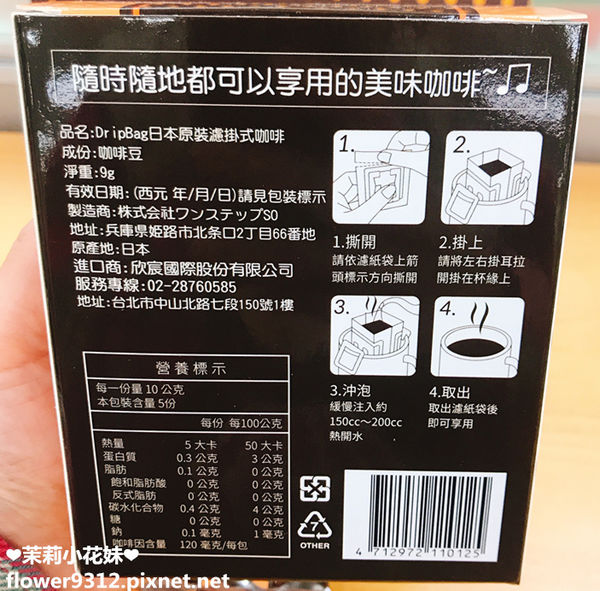 隨時隨地都可以享用的美味咖啡~♫
品名:DripBag日本原裝濾掛式咖啡
成份:咖啡豆
淨重:9g
有效日期:(西元 年/月/日)請見包裝標示
製造商:株式会社ワンステップSO
地址:兵庫県姫路市北条口2丁目66番地
原產地:日本
進口商:欣宸國際股份有限公司
服務專線:02-28760585
地址:台北市中山北路七段150號1樓
1.
2.
1.撕開
請依濾紙袋上箭
頭標示方向撕開
2.掛上
請將左右掛耳拉
開掛在杯緣上
3.
4.
3.沖泡
緩慢注入約
150cc～200cc
熱開水
4.取出
取出濾紙袋後
即可享用
營養標示
每一份量 10 公克
本包裝含量 5份
每份 每100公克
熱量 5 大卡 50 大卡
蛋白質 0.3 公克 3 公克
脂肪 0.1 公克 0 公克
飽和脂肪酸 0 公克 0 公克
反式脂肪 0 公克 0 公克
碳水化合物 0.4 公克 4 公克
糖 0 公克 0 公克
鈉 0.1 毫克 1 毫克
咖啡因含量 120 毫克/每包
7
OTHER
4 712972 110125
❤茉莉小花妹❤
flower9312.pixnet.net